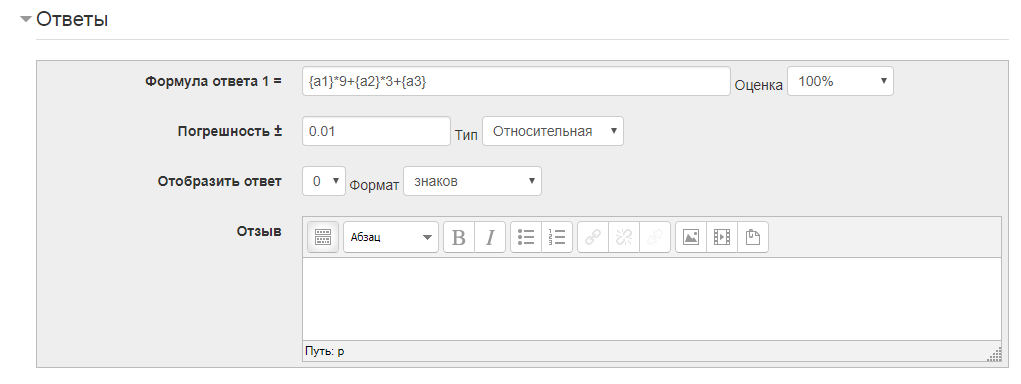 Ответы
Формула ответа 1 = {a1}*9+{a2}*3+{a3} Оценка 100%
Погрешность ± 0.01 Тип Относительная
Отобразить ответ 0 Формат знаков
Отзыв Абзац B I
Путь: p